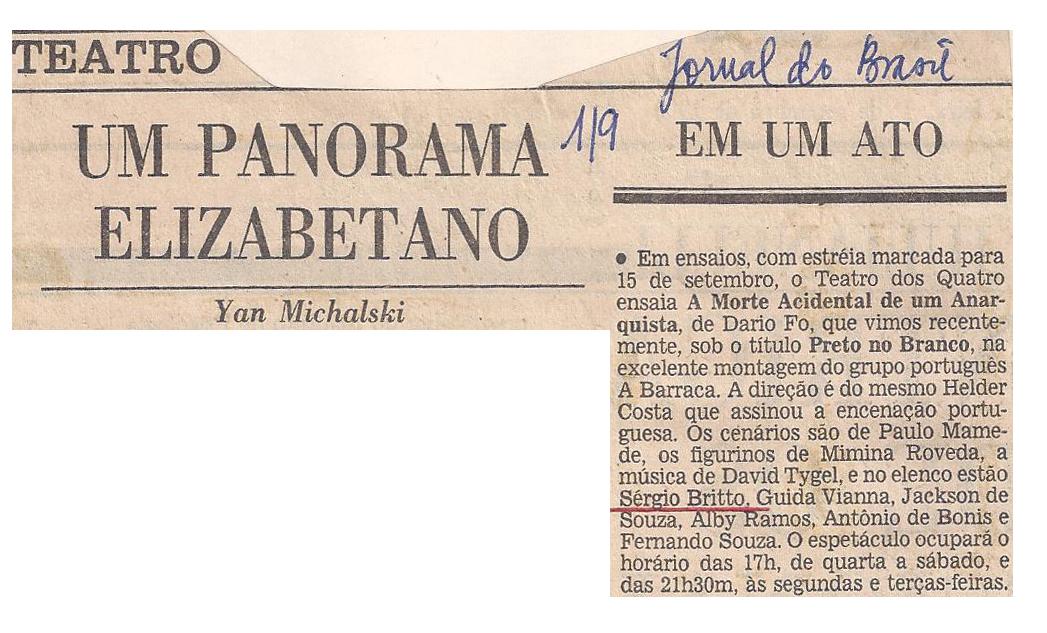 TEATRO
Jornal do Brasil
UM PANORAMA
ELIZABETANO
1/9
Yan Michalski
EM UM ATO
• Em ensaios, com estréia marcada para
15 de setembro, o Teatro dos Quatro
ensaia A Morte Acidental de um Anar-
quista, de Dario Fo, que vimos recente-
mente, sob o título Preto no Branco, na
excelente montagem do grupo português
A Barraca. A direção é do mesmo Helder
Costa que assinou a encenação portu-
guesa. Os cenários são de Paulo Mame-
de, os figurinos de Mimina Roveda, a
música de David Tygel, e no elenco estão
Sérgio Britto, Guida Vianna, Jackson de
Souza, Alby Ramos, Antônio de Bonis e
Fernando Souza. O espetáculo ocupará o
horário das 17h, de quarta a sábado, e
das 21h30m, às segundas e terças-feiras.